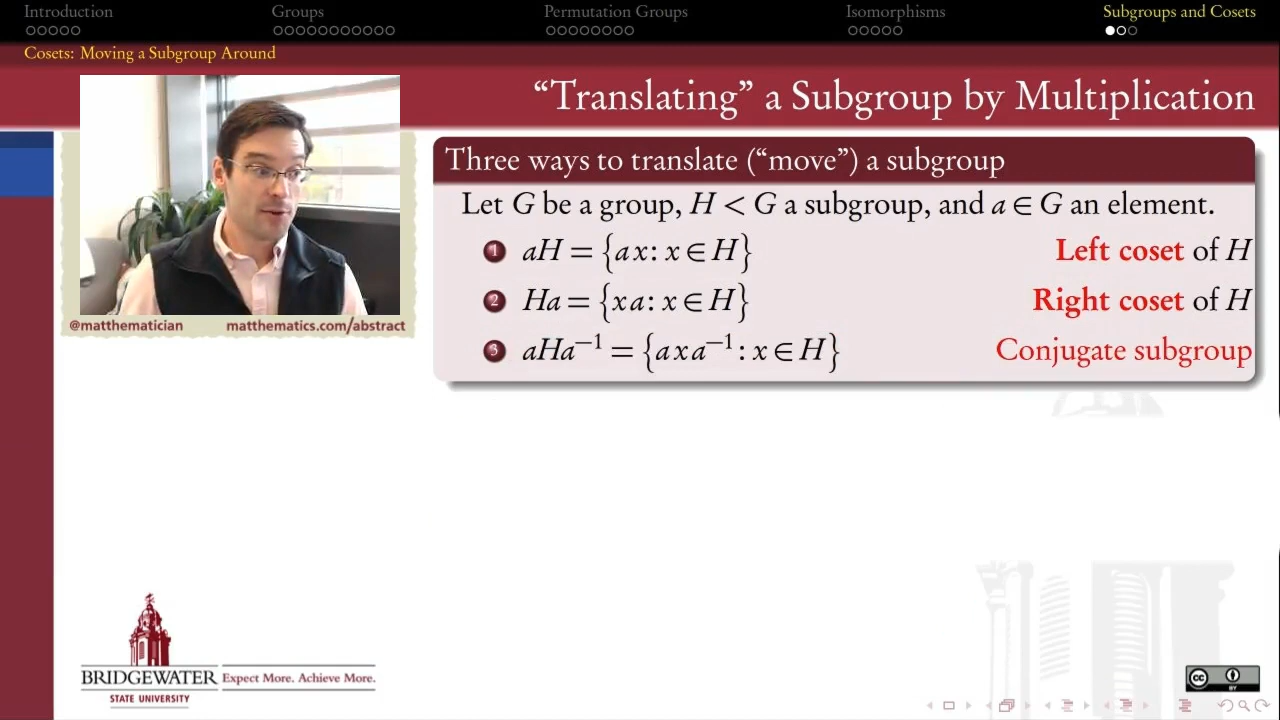 Introduction Groups Permutation Groups Isomorphisms Subgroups and Cosets
Cosets: Moving a Subgroup Around
“Translating” a Subgroup by Multiplication
Three ways to translate (“move”) a subgroup
Let G be a group, H < G a subgroup, and a ∈ G an element.
1 aH = {ax: x ∈ H} Left coset of H
2 Ha = {xa: x ∈ H} Right coset of H
3 aHa⁻¹ = {axa⁻¹: x ∈ H} Conjugate subgroup
@matthematician matthematics.com/abstract
BRIDGEWATER Expect More. Achieve More.
STATE UNIVERSITY
cc BY